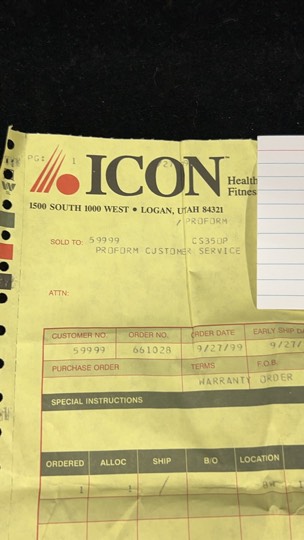 PG: 1
ICON
Health
Fitnes
1500 SOUTH 1000 WEST • LOGAN, UTAH 84321
/ PROFORM
SOLD TO: 59999 CS350P
PROFORM CUSTOMER SERVICE
ATTN:
CUSTOMER NO. ORDER NO. ORDER DATE EARLY SHIP DA
59999 661028 9/27/99 9/27/
PURCHASE ORDER TERMS F.O.B.
WARRANTY ORDER
SPECIAL INSTRUCTIONS
ORDERED ALLOC SHIP B/O LOCATION
1 1 /